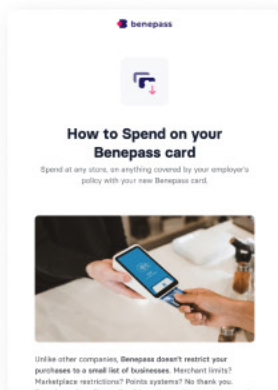 benepass
How to Spend on your
Benepass card
Spend at any store, on anything covered by your employer's
policy with your new Benepass card.
Unlike other companies, Benepass doesn't restrict your
purchases to a small list of businesses. Merchant limits?
Marketplace restrictions? Points systems? No thank you.